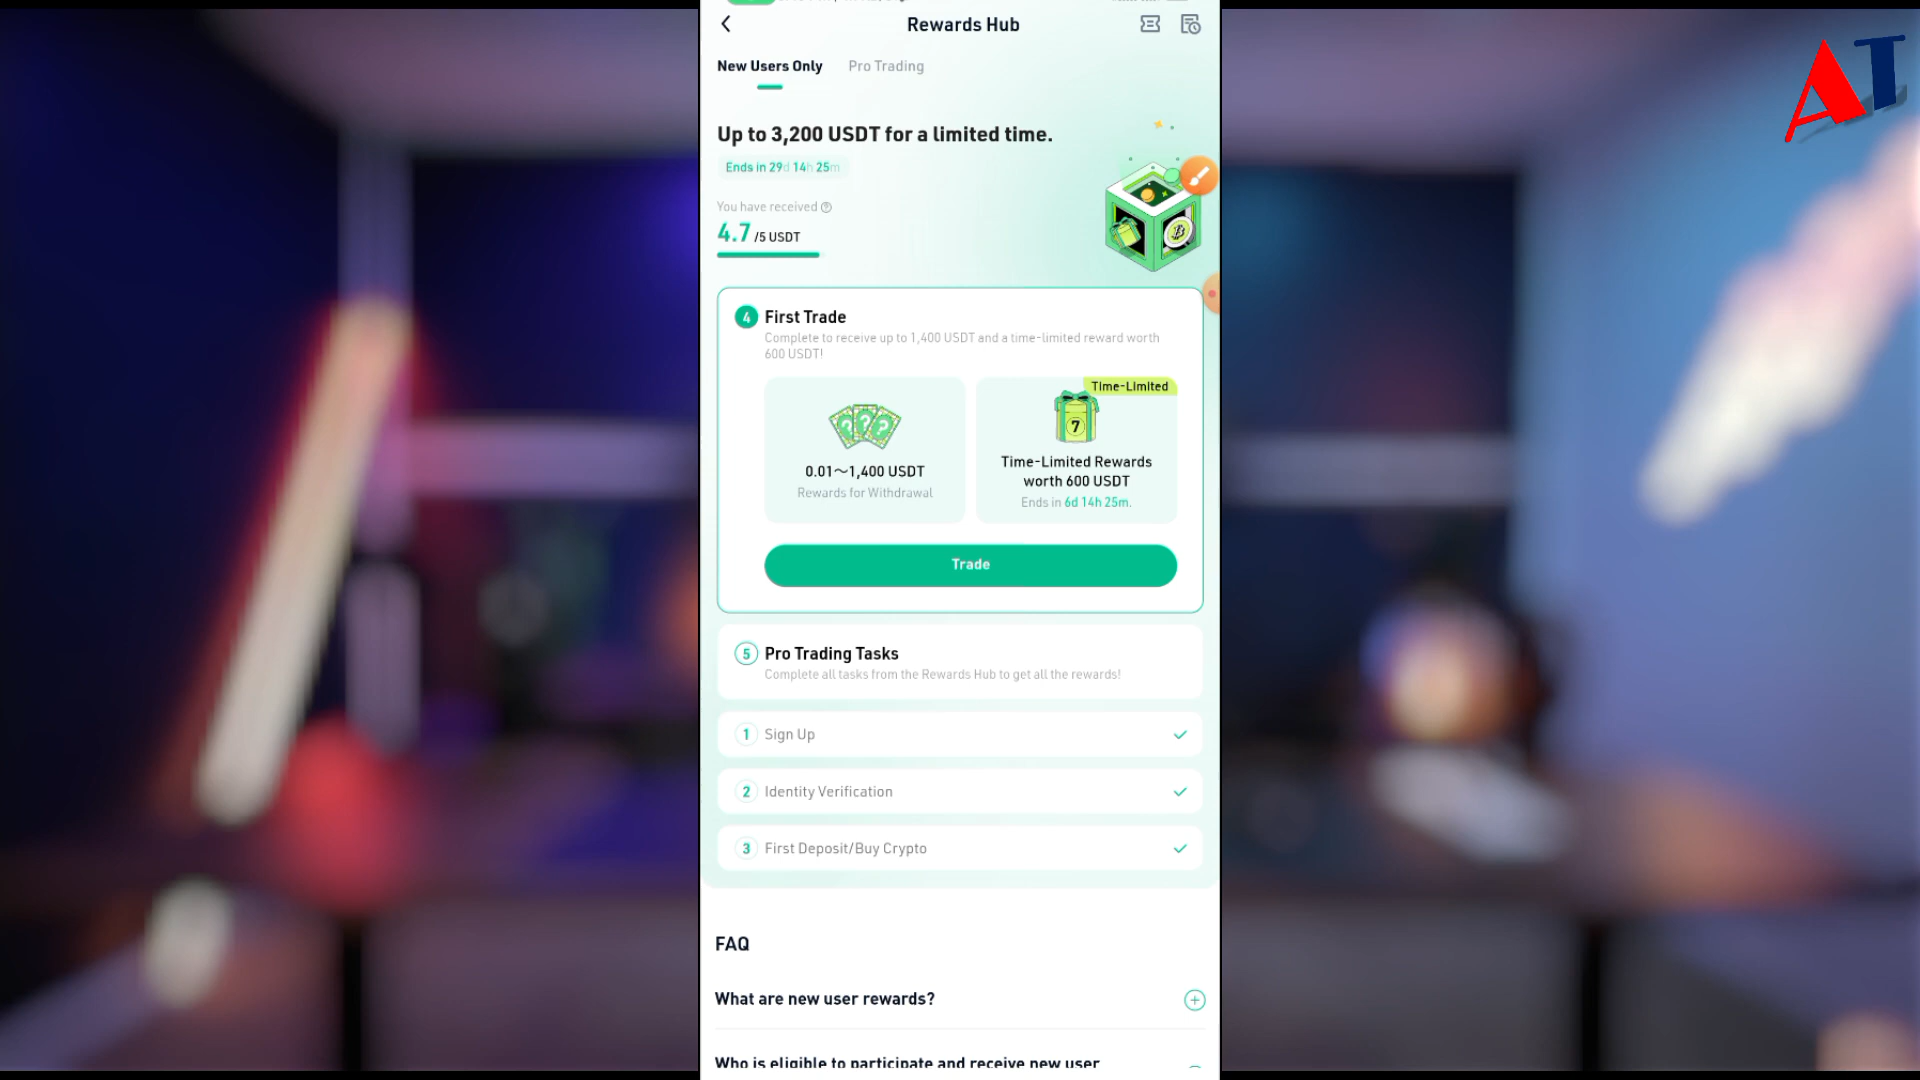 Rewards Hub
New Users Only
Pro Trading
Up to 3,200 USDT for a limited time.
Ends in 29d 14h 25m
You have received
4.7 /5 USDT
4 First Trade
Complete to receive up to 1,400 USDT and a time-limited reward worth
600 USDT!
Time-Limited
7
0.01~1,400 USDT
Rewards for Withdrawal
Time-Limited Rewards
worth 600 USDT
Ends in 6d 14h 25m.
Trade
5 Pro Trading Tasks
Complete all tasks from the Rewards Hub to get all the rewards!
1 Sign Up
2 Identity Verification
3 First Deposit/Buy Crypto
FAQ
What are new user rewards?
Who is eligible to participate and receive new user
AT